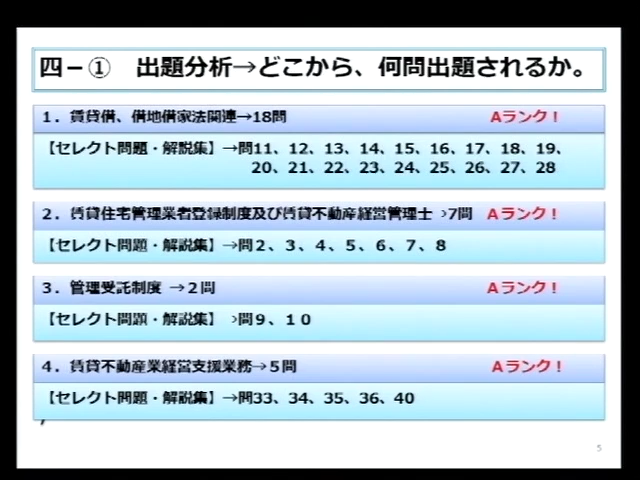 四－① 出題分析→どこから、何問出題されるか。
１．賃貸借、借地借家法関連→18問 Aランク！
【セレクト問題・解説集】→問11、12、13、14、15、16、17、18、19、
20、21、22、23、24、25、26、27、28
２．賃貸住宅管理業者登録制度及び賃貸不動産経営管理士→7問 Aランク！
【セレクト問題・解説集】→問２、３、４、５、６、７、８
３．管理受託制度 →２問 Aランク！
【セレクト問題・解説集】 →問９、１０
４．賃貸不動産業経営支援業務→５問 Aランク！
【セレクト問題・解説集】→問33、34、35、36、40
5